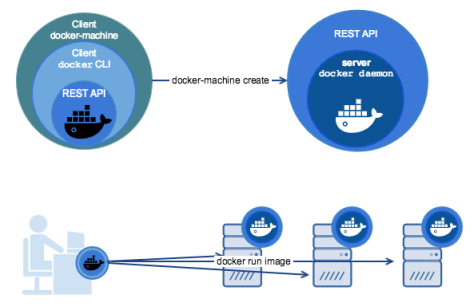 Client
docker-machine
Client
docker CLI
REST API
docker-machine create
REST API
server
docker daemon
docker run image